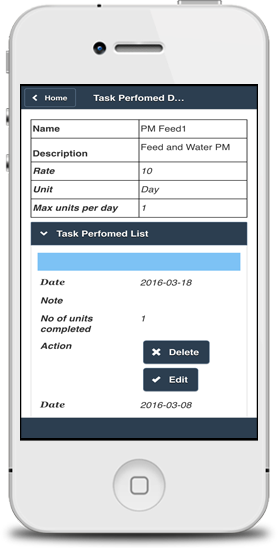 Home Task Perfomed D...
Name PM Feed1
Description Feed and Water PM
Rate 10
Unit Day
Max units per day 1
Task Perfomed List
Date 2016-03-18
Note
No of units 1
completed
Action Delete
Edit
Date 2016-03-08